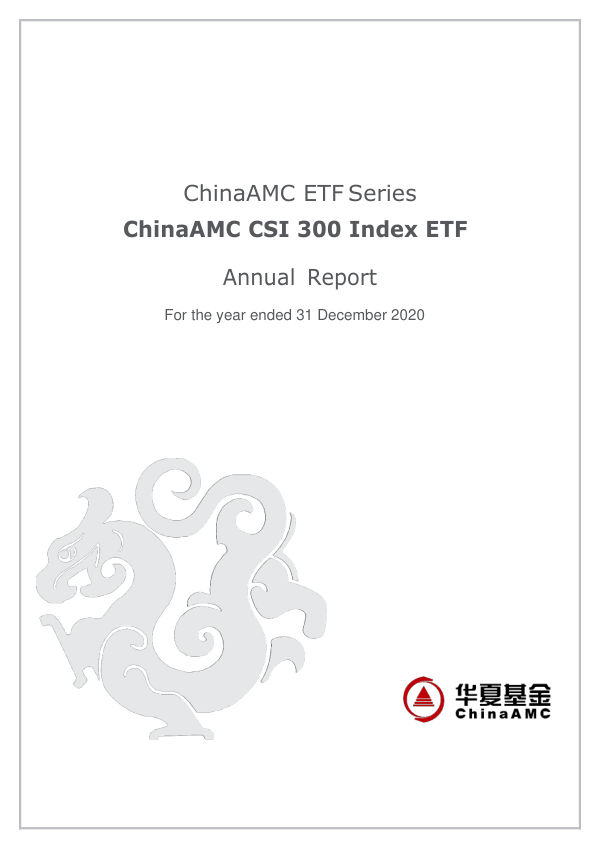 ChinaAMC ETF Series
ChinaAMC CSI 300 Index ETF
Annual Report
For the year ended 31 December 2020
华夏基金
ChinaAMC